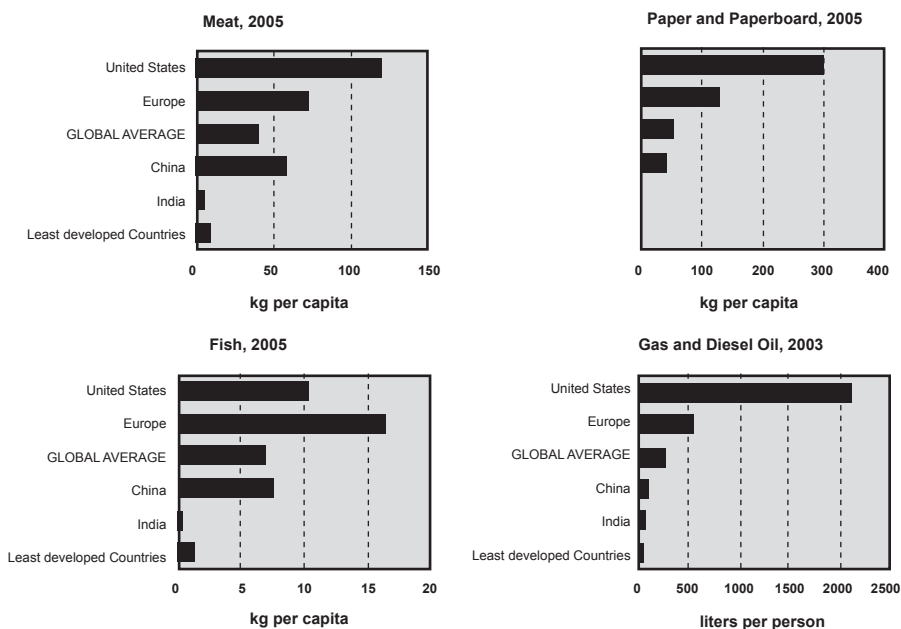 Meat, 2005
United States
Europe
GLOBAL AVERAGE
China
India
Least developed Countries
0 50 100 150
kg per capita
Paper and Paperboard, 2005
0 100 200 300 400
kg per capita
Fish, 2005
United States
Europe
GLOBAL AVERAGE
China
India
Least developed Countries
0 5 10 15 20
kg per capita
Gas and Diesel Oil, 2003
United States
Europe
GLOBAL AVERAGE
China
India
Least developed Countries
0 500 1000 1500 2000 2500
liters per person